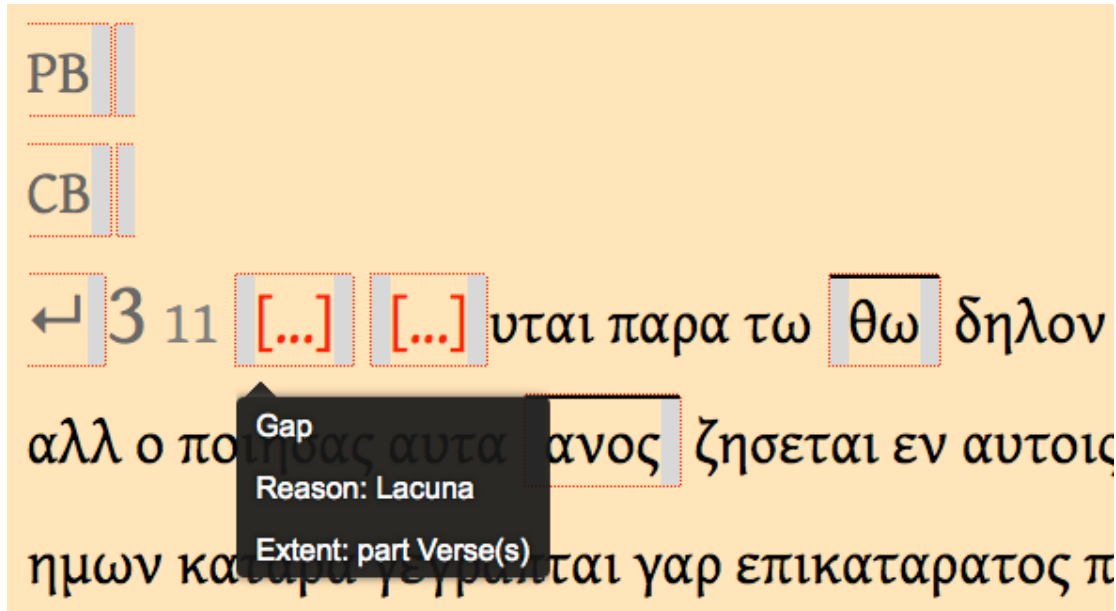 PB
CB
↵ 3 11 [...] [...] υται παρα τω θω δηλον
αλλ ο ποιησας αυτα ανος ζησεται εν αυτοις
ημων καταρα γεγραπται γαρ επικαταρατος π
Gap
Reason: Lacuna
Extent: part Verse(s)